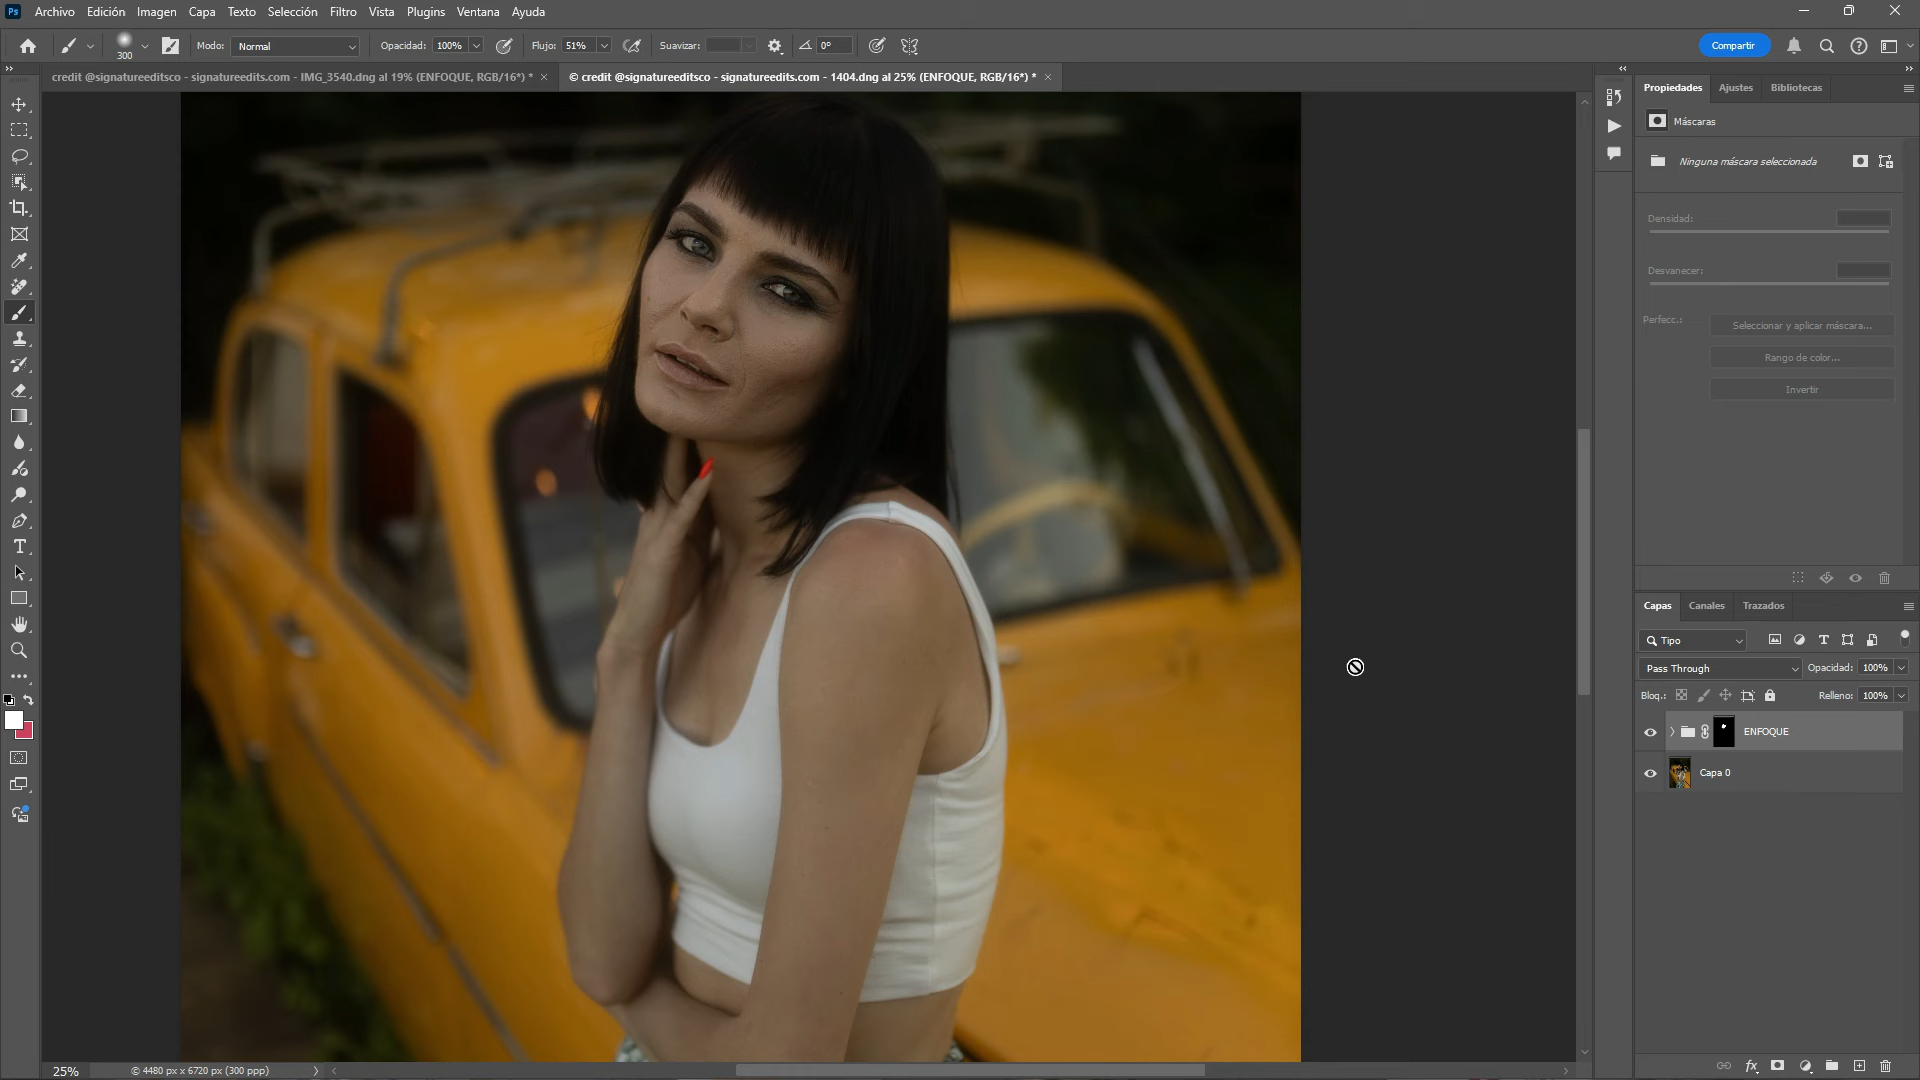 Ps Archivo Edición Imagen Capa Texto Selección Filtro Vista Plugins Ventana Ayuda
300 Modo: Normal Opacidad: 100% Flujo: 51% Suavizar: 0° Compartir
credit @signatureeditsco - signatureedits.com - IMG_3540.dng al 19% (ENFOQUE, RGB/16*) * ×
© credit @signatureeditsco - signatureedits.com - 1404.dng al 25% (ENFOQUE, RGB/16*) * ×
Propiedades Ajustes Bibliotecas
Máscaras
Ninguna máscara seleccionada
Densidad:
Desvanecer:
Perfecc.: Seleccionar y aplicar máscara...
Rango de color...
Invertir
Capas Canales Trazados
Tipo
Pass Through Opacidad: 100%
Bloq.: Relleno: 100%
ENFOQUE
Capa 0
25% © 4480 px x 6720 px (300 ppp)